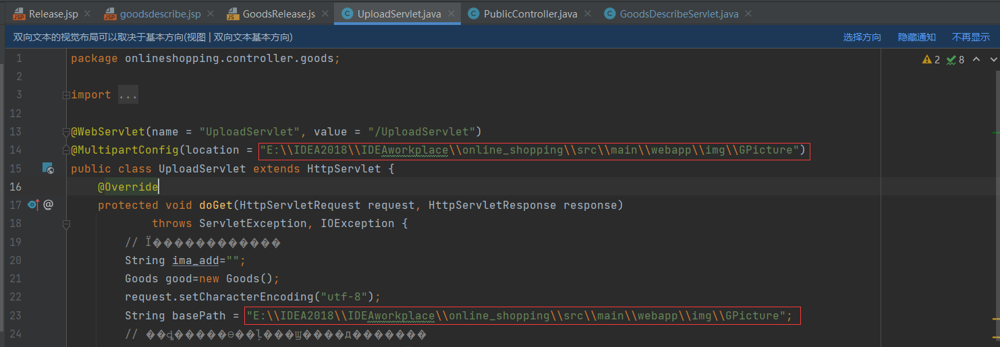 Release.jsp goodsdescribe.jsp GoodsRelease.js UploadServlet.java PublicController.java GoodsDescribeServlet.java
双向文本的视觉布局可以取决于基本方向(视图 | 双向文本基本方向) 选择方向 隐藏通知 不再显示
1 package onlineshopping.controller.goods; 2 8
2
3 import ...
12
13 @WebServlet(name = "UploadServlet", value = "/UploadServlet")
14 @MultipartConfig(location = "E:\\IDEA2018\\IDEAworkplace\\online_shopping\\src\\main\\webapp\\img\\GPicture")
15 public class UploadServlet extends HttpServlet {
16 @Override
17 @ protected void doGet(HttpServletRequest request, HttpServletResponse response)
18 throws ServletException, IOException {
19 //
20 String ima_add="";
21 Goods good=new Goods();
22 request.setCharacterEncoding("utf-8");
23 String basePath = "E:\\IDEA2018\\IDEAworkplace\\online_shopping\\src\\main\\webapp\\img\\GPicture";
24 //